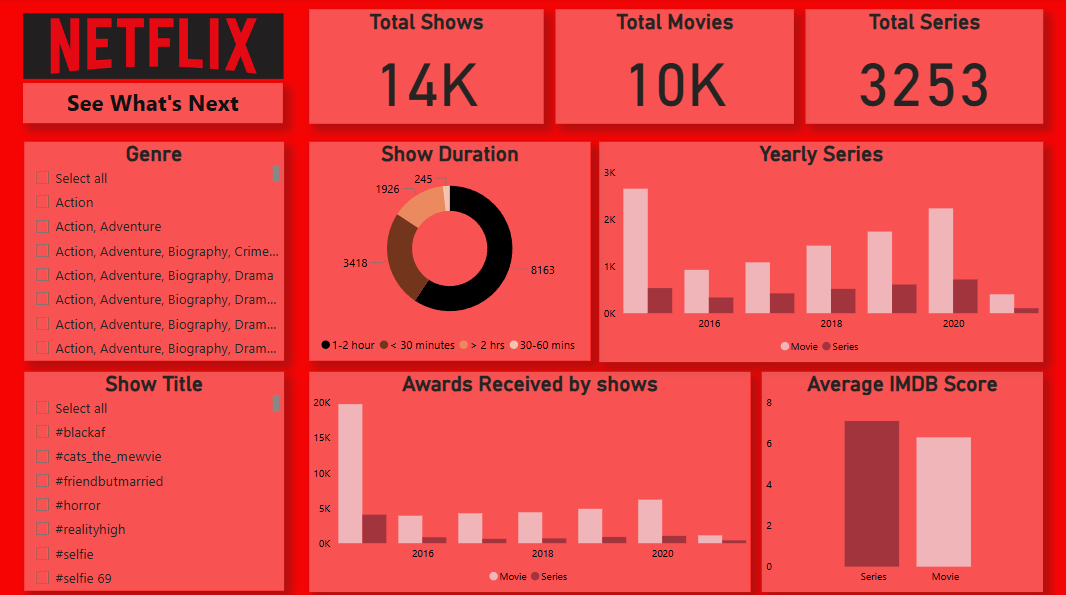 NETFLIX
See What's Next
Total Shows
14K
Total Movies
10K
Total Series
3253
Genre
Select all
Action
Action, Adventure
Action, Adventure, Biography, Crime...
Action, Adventure, Biography, Drama
Action, Adventure, Biography, Dram...
Action, Adventure, Biography, Dram...
Action, Adventure, Biography, Dram...
Show Duration
245
1926
3418
8163
1-2 hour < 30 minutes > 2 hrs 30-60 mins
Yearly Series
3K
2K
1K
0K
2016 2018 2020
Movie Series
Show Title
Select all
#blackaf
#cats_the_mewvie
#friendbutmarried
#horror
#realityhigh
#selfie
#selfie 69
Awards Received by shows
20K
15K
10K
5K
0K
2016 2018 2020
Movie Series
Average IMDB Score
8
6
4
2
0
Series Movie